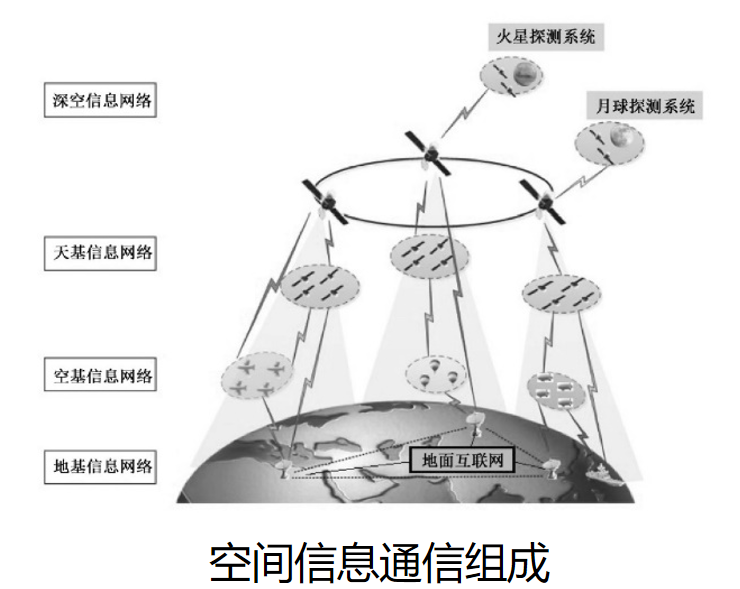 火星探测系统
深空信息网络
月球探测系统
天基信息网络
空基信息网络
地基信息网络
地面互联网
空间信息通信组成